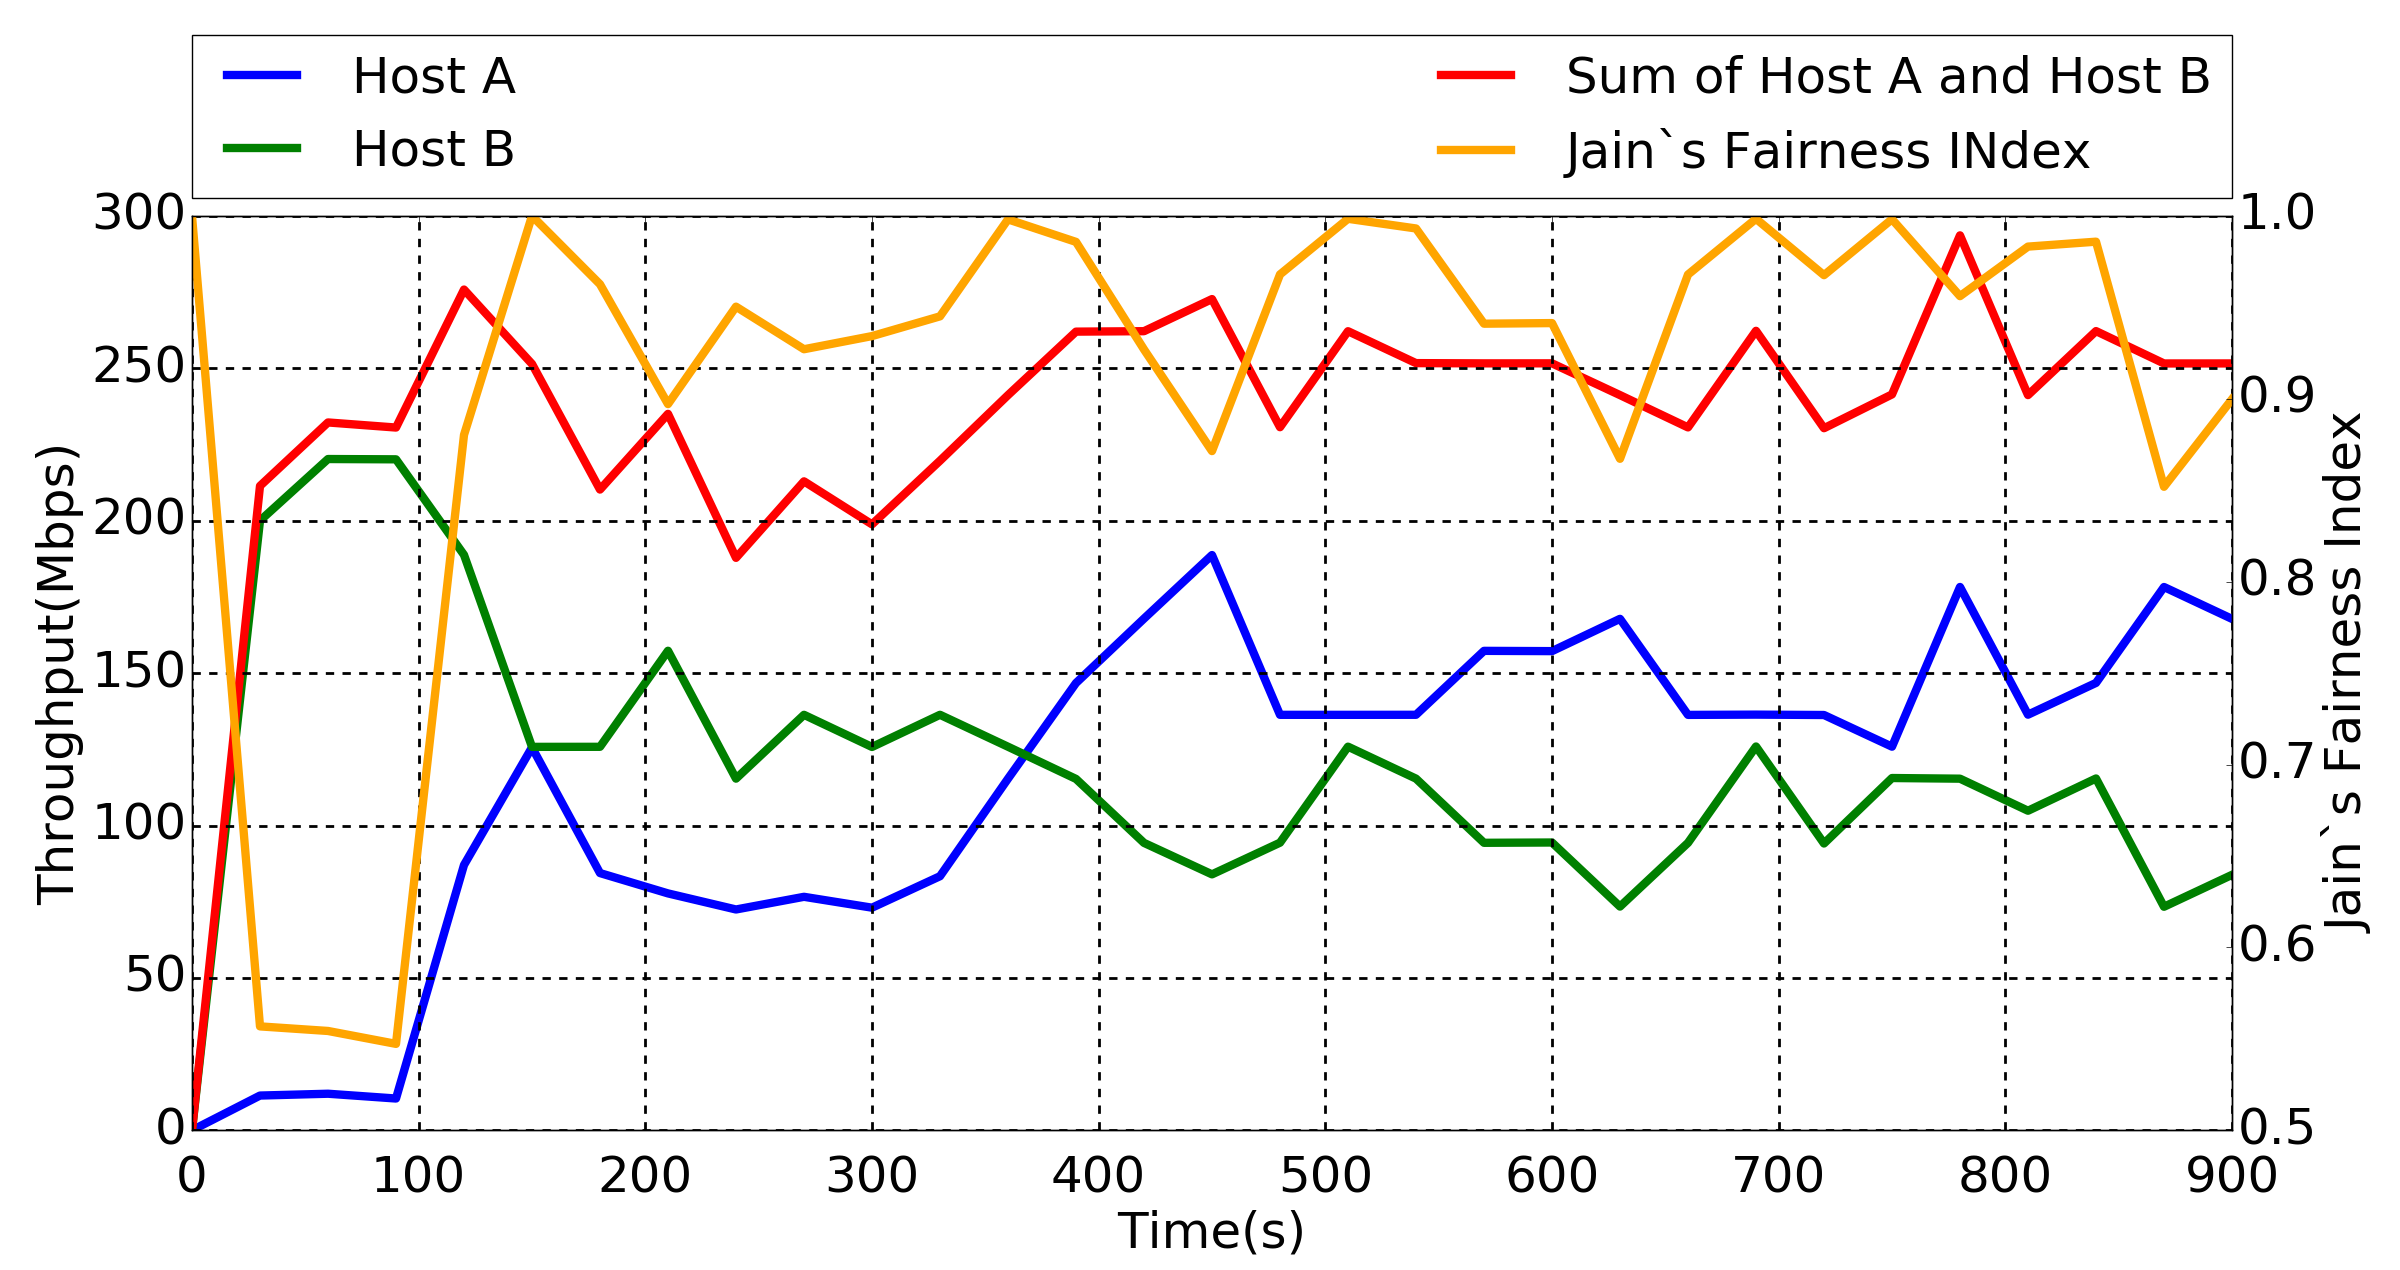 Host A
Host B
Sum of Host A and Host B
Jain`s Fairness INdex
300
250
200
150
100
50
0
Throughput(Mbps)
1.0
0.9
0.8
0.7
0.6
0.5
Jain`s Fairness Index
0 100 200 300 400 500 600 700 800 900
Time(s)